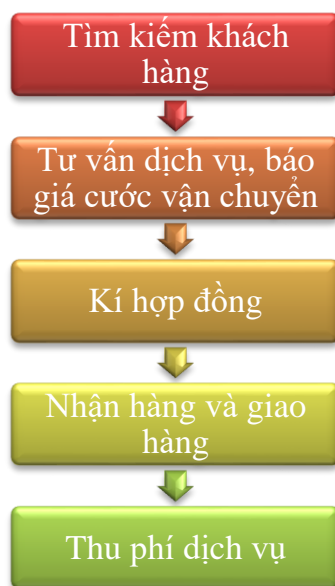 Tìm kiếm khách
hàng
Tư vấn dịch vụ, báo
giá cước vận chuyển
Kí hợp đồng
Nhận hàng và giao
hàng
Thu phí dịch vụ